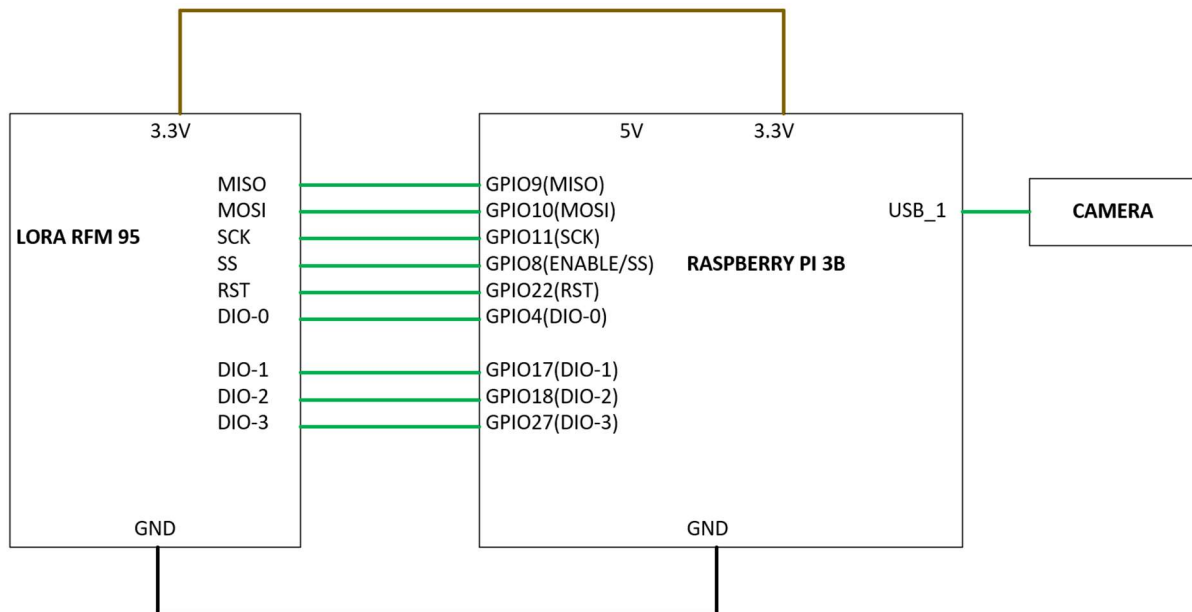 3.3V
5V
3.3V
MISO
GPIO9(MISO)
MOSI
GPIO10(MOSI)
USB_1
CAMERA
LORA RFM 95
SCK
GPIO11(SCK)
SS
GPIO8(ENABLE/SS)
RASPBERRY PI 3B
RST
GPIO22(RST)
DIO-0
GPIO4(DIO-0)
DIO-1
GPIO17(DIO-1)
DIO-2
GPIO18(DIO-2)
DIO-3
GPIO27(DIO-3)
GND
GND